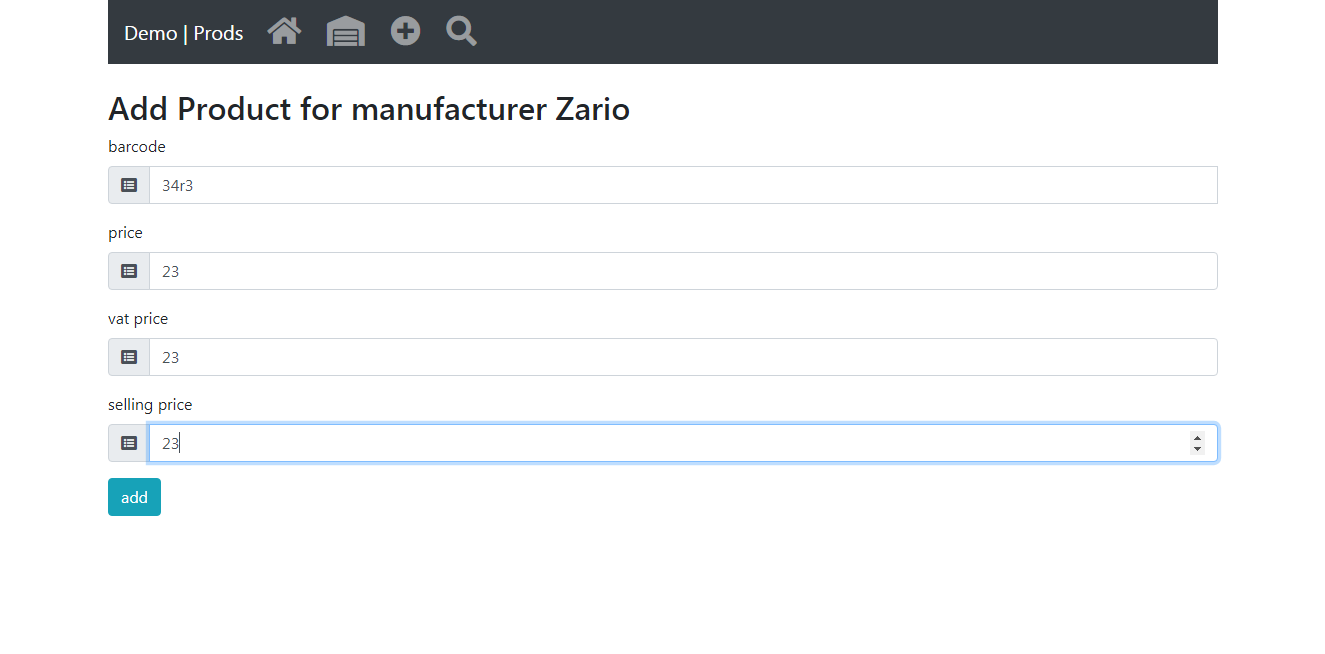 Demo | Prods
Add Product for manufacturer Zario
barcode
34r3
price
23
vat price
23
selling price
23
add